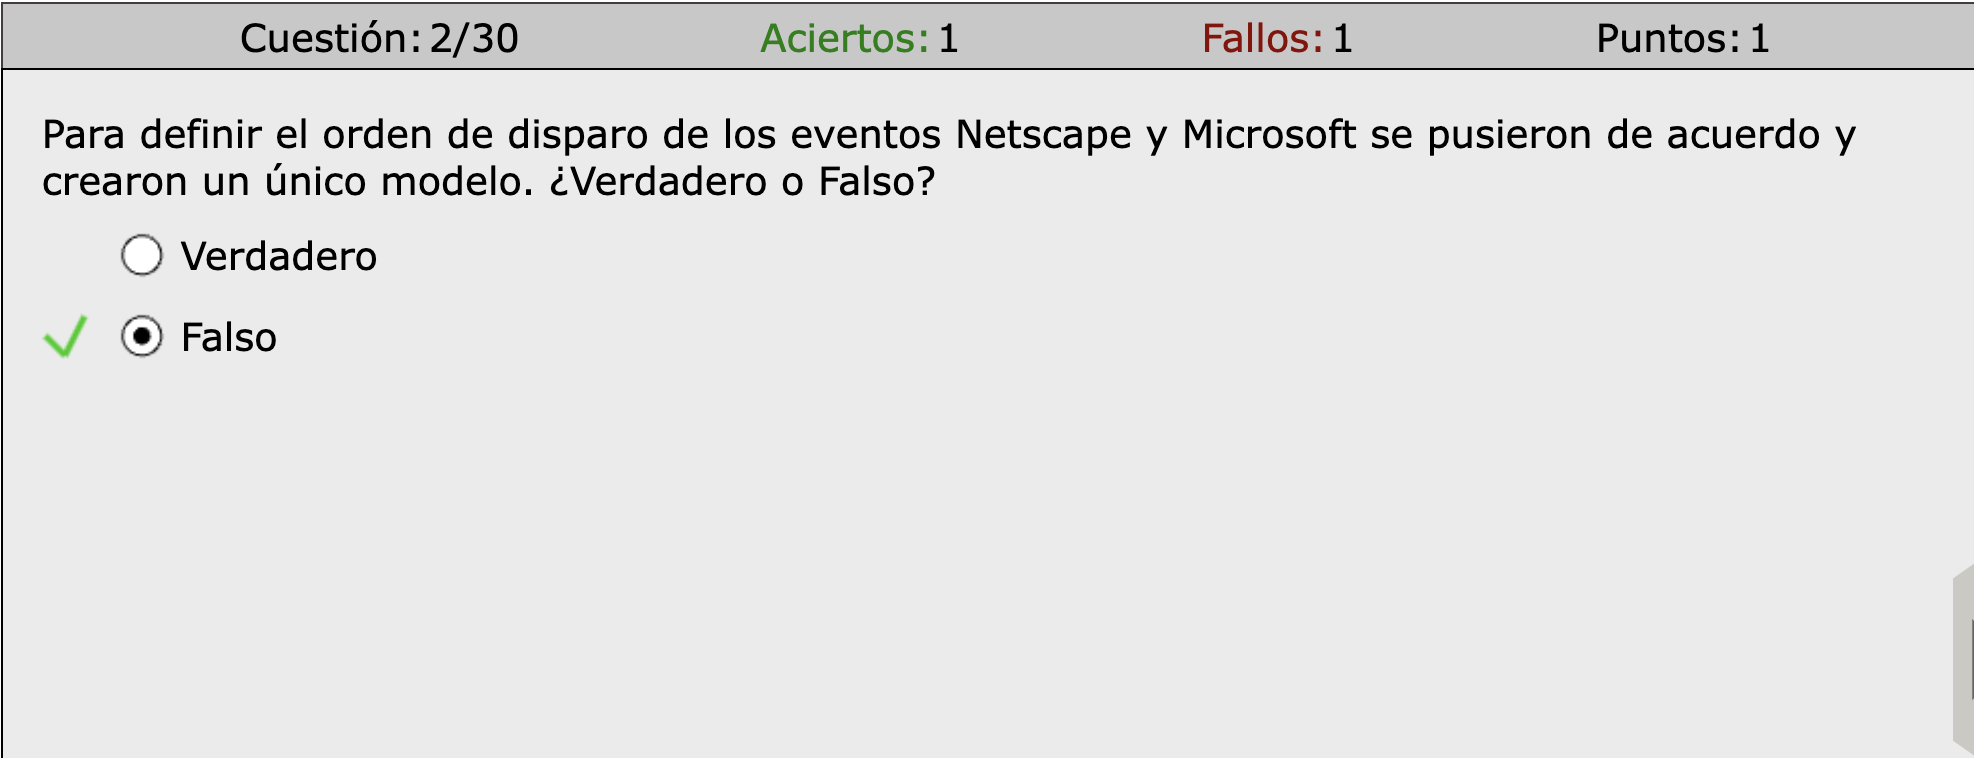 Cuestión: 2/30 Aciertos: 1 Fallos: 1 Puntos: 1
Para definir el orden de disparo de los eventos Netscape y Microsoft se pusieron de acuerdo y
crearon un único modelo. ¿Verdadero o Falso?
Verdadero
Falso